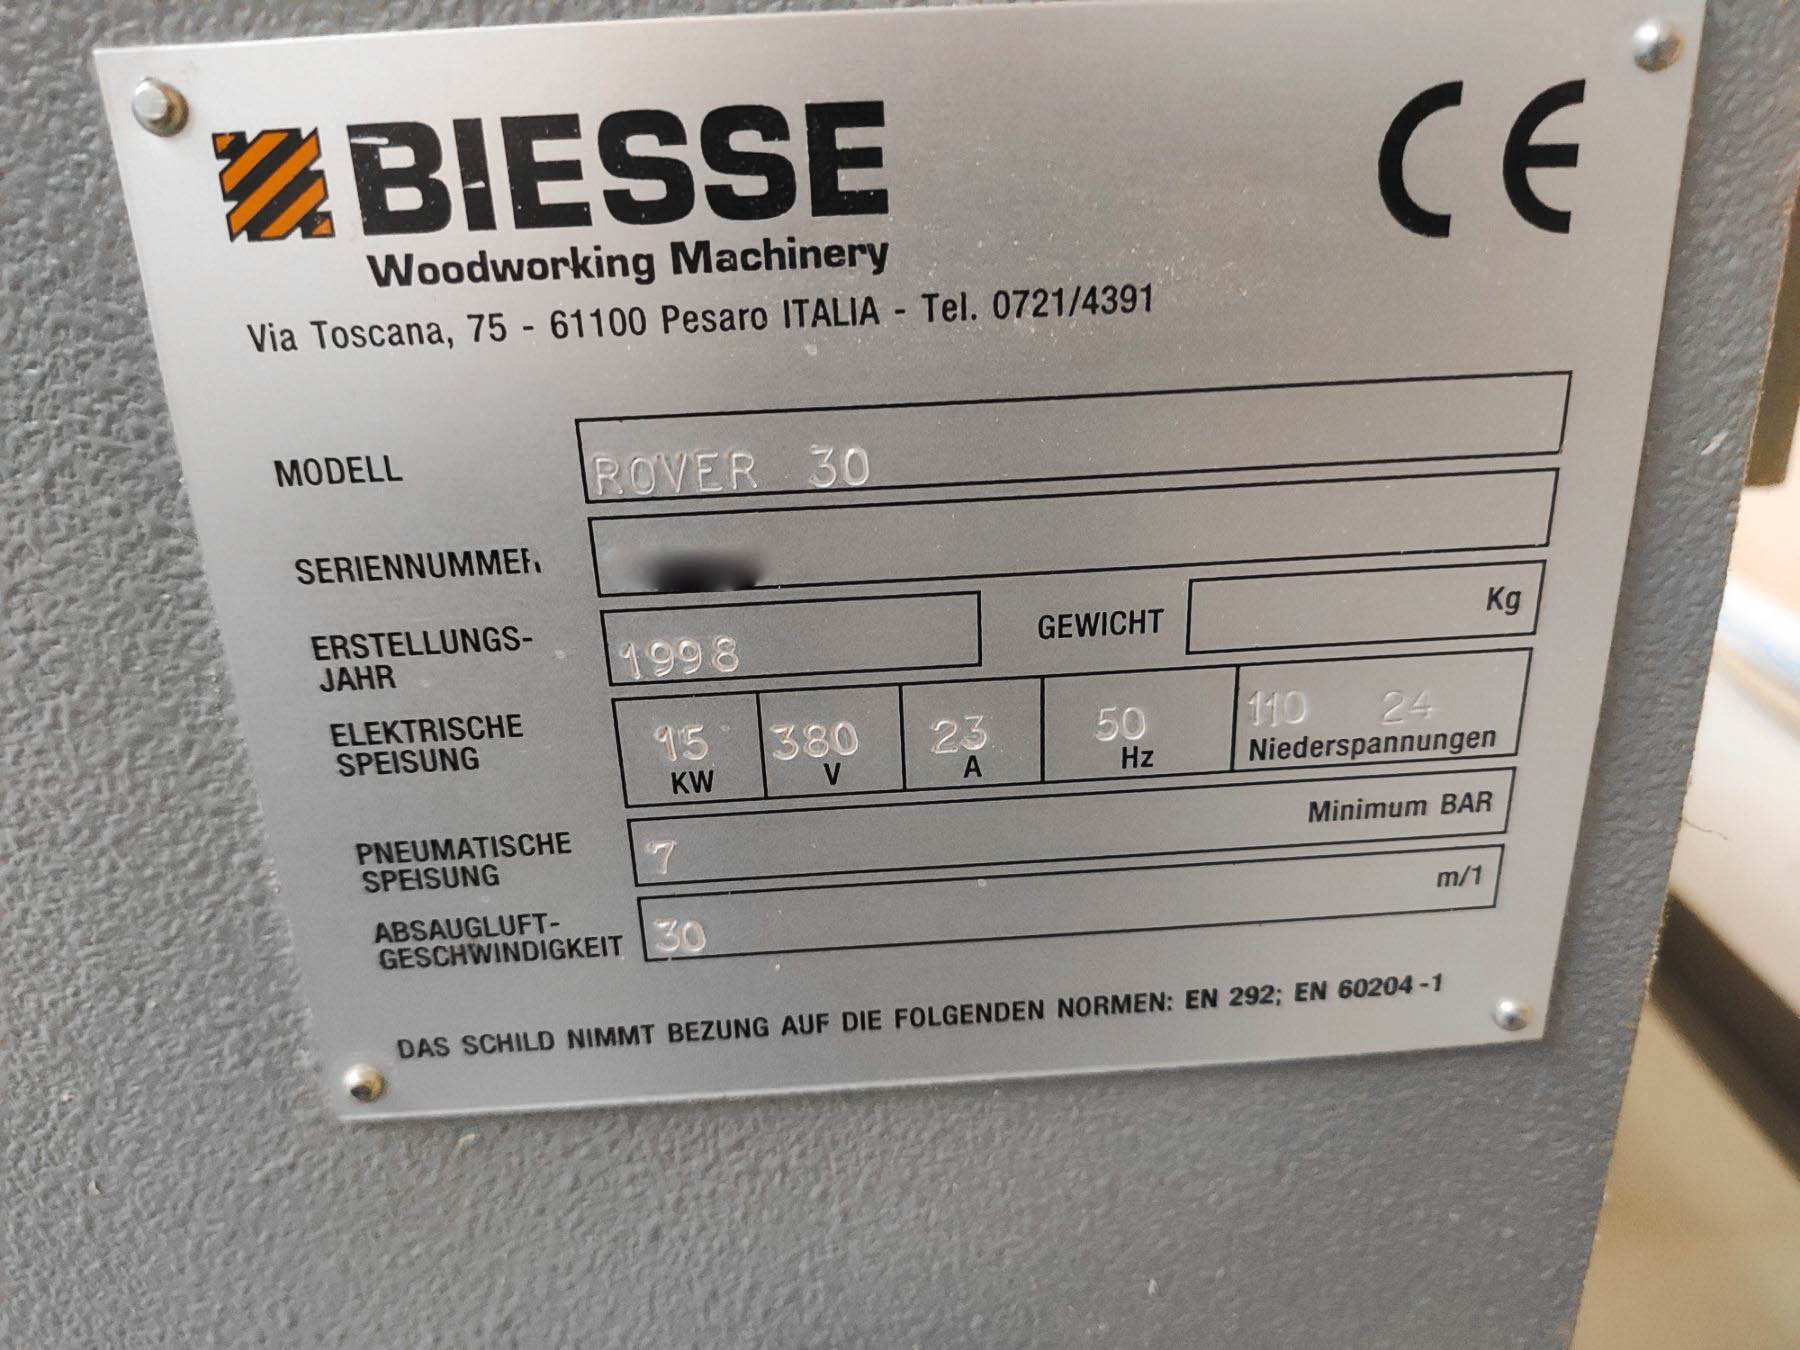 BIESSE
CE
Woodworking Machinery
Via Toscana, 75 - 61100 Pesaro ITALIA - Tel. 0721/4391
MODELL ROVER 30
SERIENNUMMER
ERSTELLUNGS-
JAHR 1998 GEWICHT Kg
ELEKTRISCHE
SPEISUNG 15 KW 380 V 23 A 50 Hz 110 24 Niederspannungen
PNEUMATISCHE
SPEISUNG 7 Minimum BAR
ABSAUGLUFT-
GESCHWINDIGKEIT 30 m/1
DAS SCHILD NIMMT BEZUNG AUF DIE FOLGENDEN NORMEN: EN 292; EN 60204-1